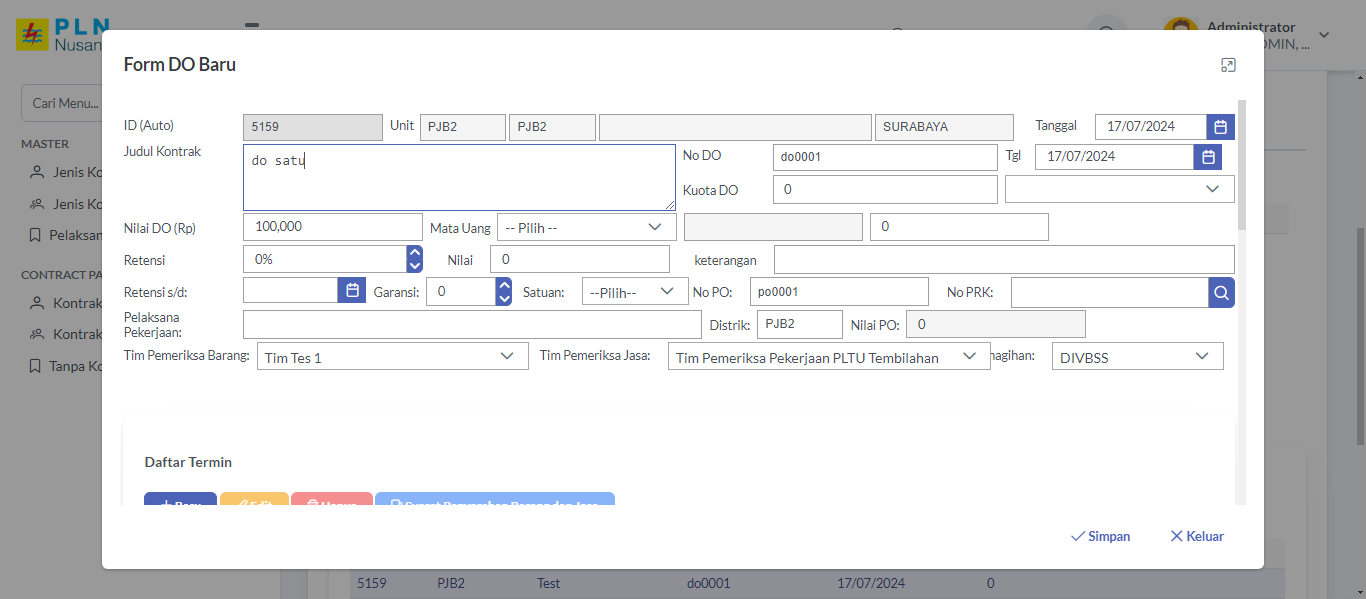 PLN
Nusan
Administrator
DMIN, ...
Form DO Baru
Cari Menu...
MASTER
Jenis Ko
Jenis Ko
Pelaksan
CONTRACT PA
Kontrak
Kontrak
Tanpa Ko
ID (Auto) 5159 Unit PJB2 PJB2 SURABAYA Tanggal 17/07/2024
Judul Kontrak do satu No DO do0001 Tgl 17/07/2024
Kuota DO 0
Nilai DO (Rp) 100,000 Mata Uang -- Pilih -- 0
Retensi 0% Nilai 0 keterangan
Retensi s/d: Garansi: 0 Satuan: --Pilih-- No PO: po0001 No PRK:
Pelaksana
Pekerjaan: Distrik: PJB2 Nilai PO: 0
Tim Pemeriksa Barang: Tim Tes 1 Tim Pemeriksa Jasa: Tim Pemeriksa Pekerjaan PLTU Tembilahan nagihan: DIVBSS
Daftar Termin
Baru Edit Hapus
Simpan Keluar
5159 PJB2 Test do0001 17/07/2024 0